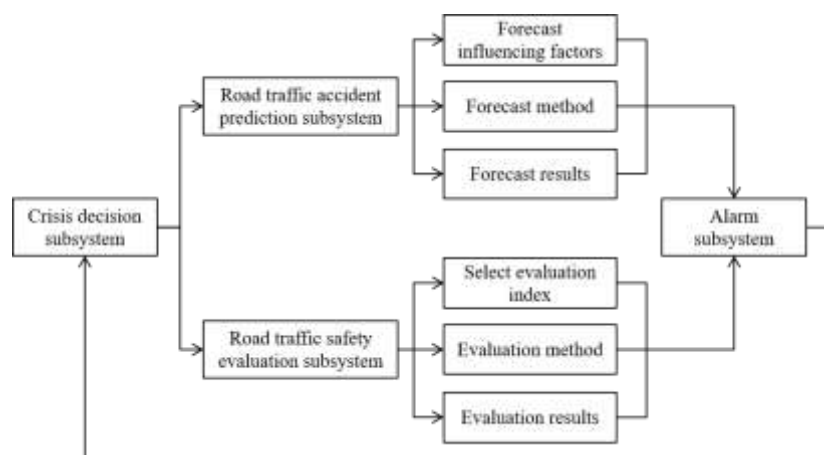 Forecast
influencing factors
Road traffic accident
prediction subsystem
Forecast method
Forecast results
Crisis decision
subsystem
Alarm
subsystem
Select evaluation
index
Road traffic safety
evaluation subsystem
Evaluation method
Evaluation results